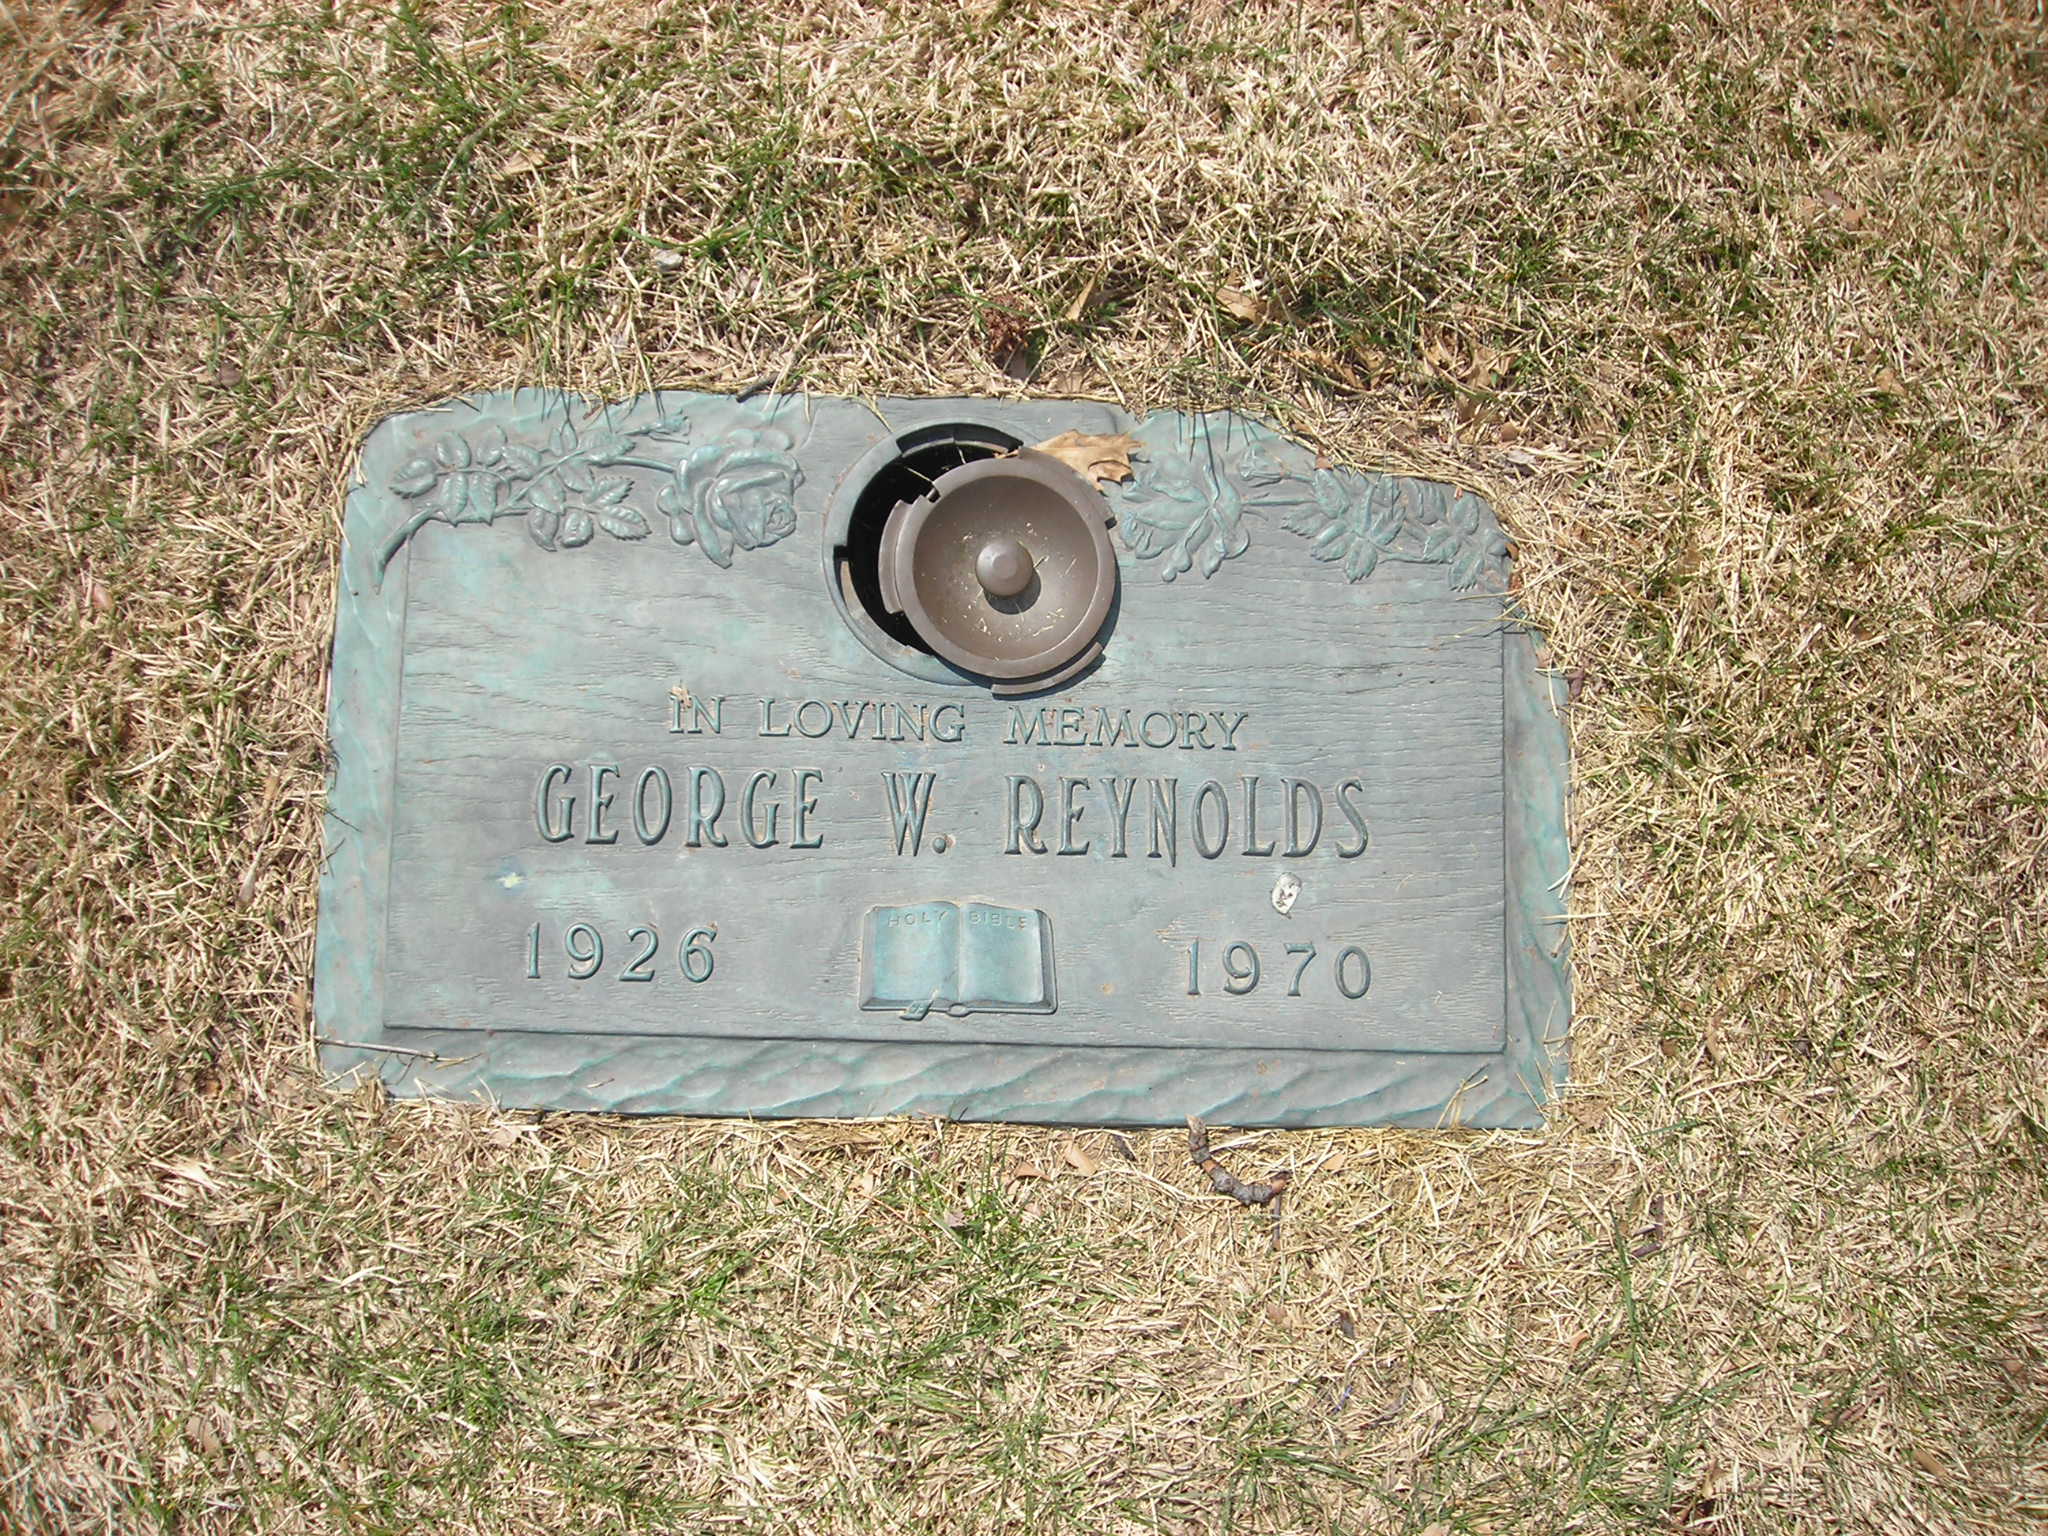 IN LOVING MEMORY
GEORGE W. REYNOLDS
HOLY BIBLE
1926 1970